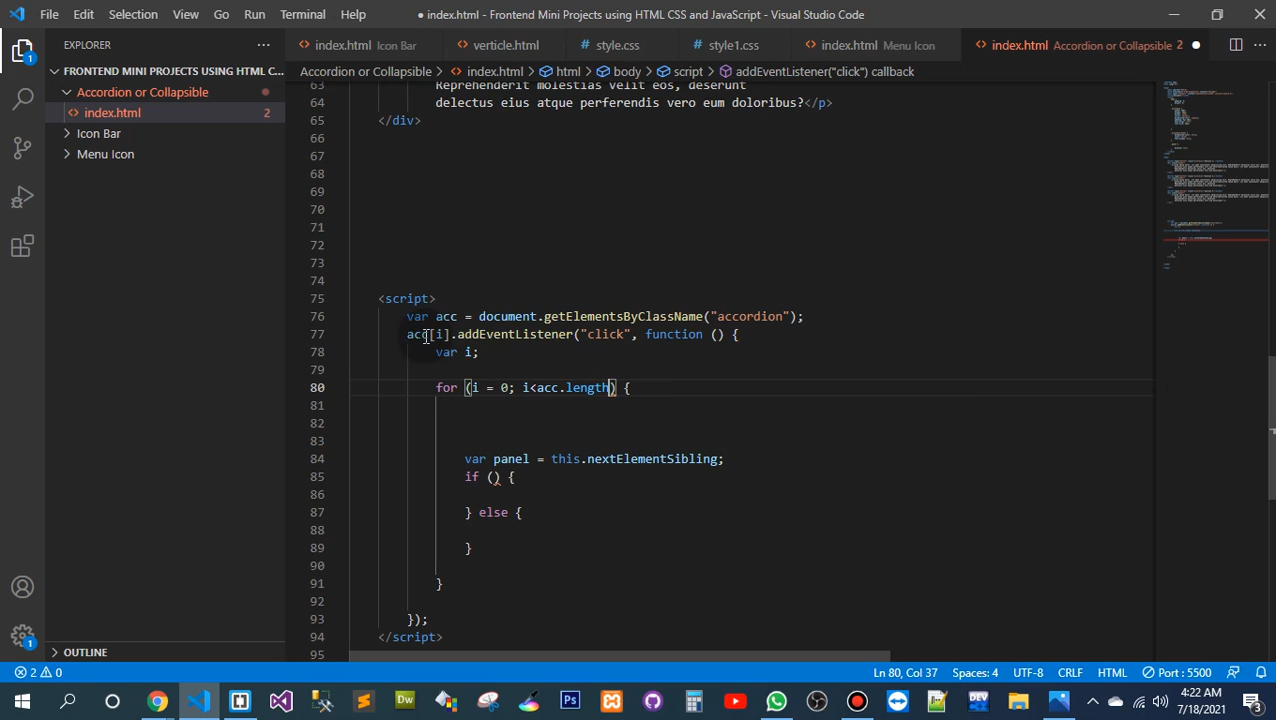 File Edit Selection View Go Run Terminal Help ● index.html - Frontend Mini Projects using HTML CSS and JavaScript - Visual Studio Code
EXPLORER ...
index.html Icon Bar verticle.html style.css style1.css index.html Menu Icon index.html Accordion or Collapsible 2 ● ...
FRONTEND MINI PROJECTS USING HTML C...
Accordion or Collapsible
index.html 2
Icon Bar
Menu Icon
Accordion or Collapsible > index.html > html > body > script > addEventListener("click") callback
63 Reprehenderit molestias velit eos, deserunt
64 delectus eius atque perferendis vero eum doloribus?</p>
65 </div>
66
67
68
69
70
71
72
73
74
75 <script>
76 var acc = document.getElementsByClassName("accordion");
77 acc[i].addEventListener("click", function () {
78 var i;
79
80 for (i = 0; i<acc.length) {
81
82
83
84 var panel = this.nextElementSibling;
85 if () {
86
87 } else {
88
89 }
90
91 }
92
93 });
94 </script>
95
OUTLINE
1
1
2 0 Ln 80, Col 37 Spaces: 4 UTF-8 CRLF HTML Port : 5500
Dw Ps DEV
4:22 AM
7/18/2021
3